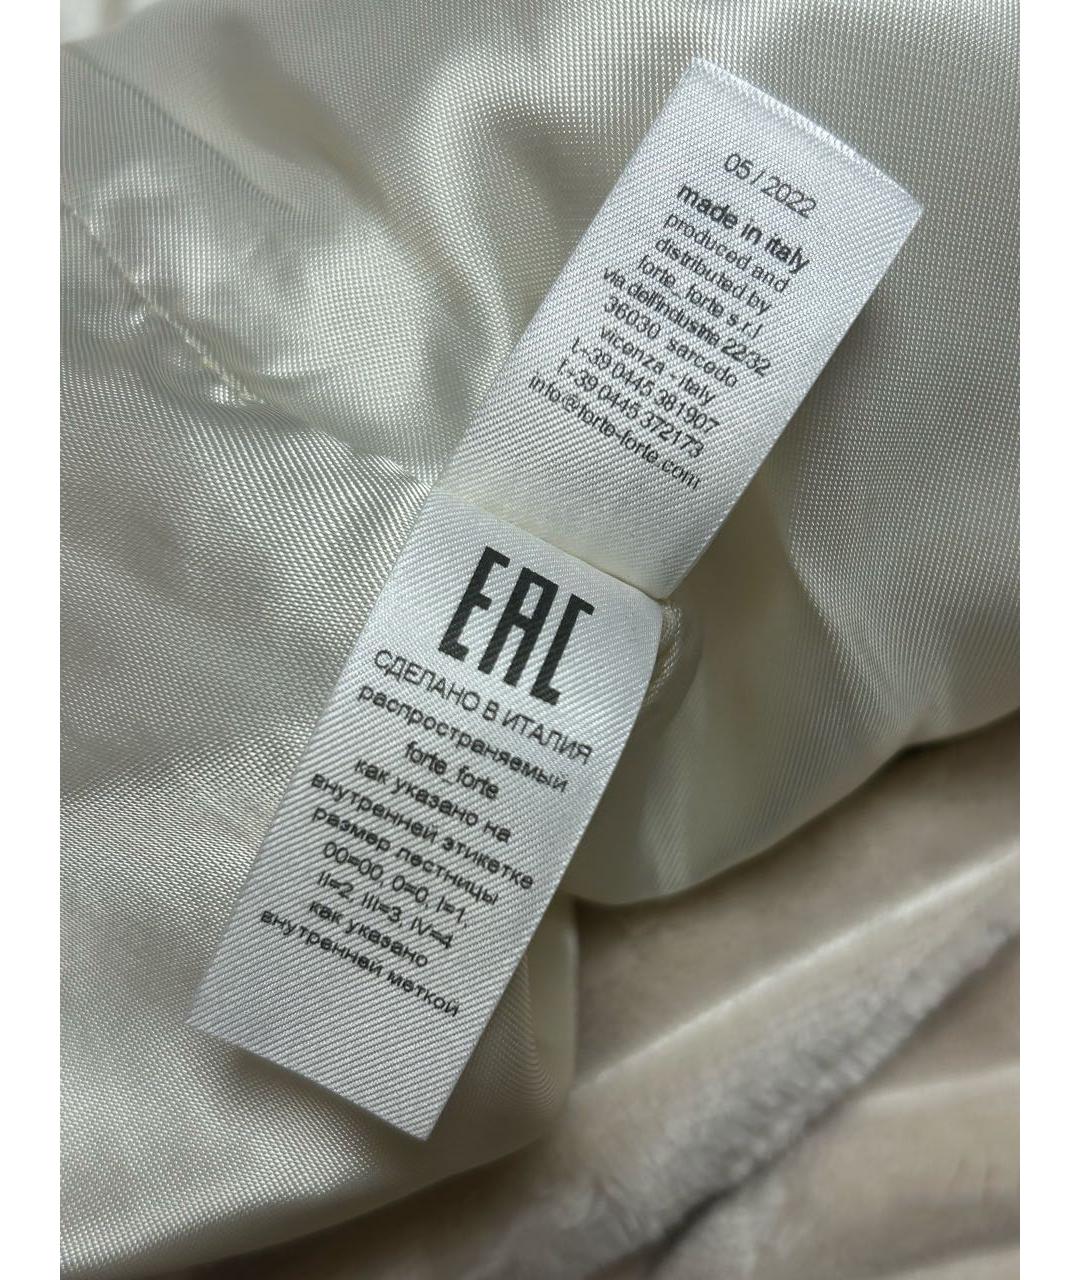 05 / 2022
made in italy
produced and
distributed by
forte_forte s.r.l.
via dell'industria 22/32
36030 sarcedo
vicenza - italy
t.+39 0445 381907
f.+39 0445 372173
info@forte-forte.com
EAC
СДЕЛАНО В ИТАЛИЯ
распространяемый
forte_forte
как указано на
внутренней этикетке
размер лестницы
00=00, 0=0, I=1,
II=2, III=3, IV=4
как указано
внутренней меткой